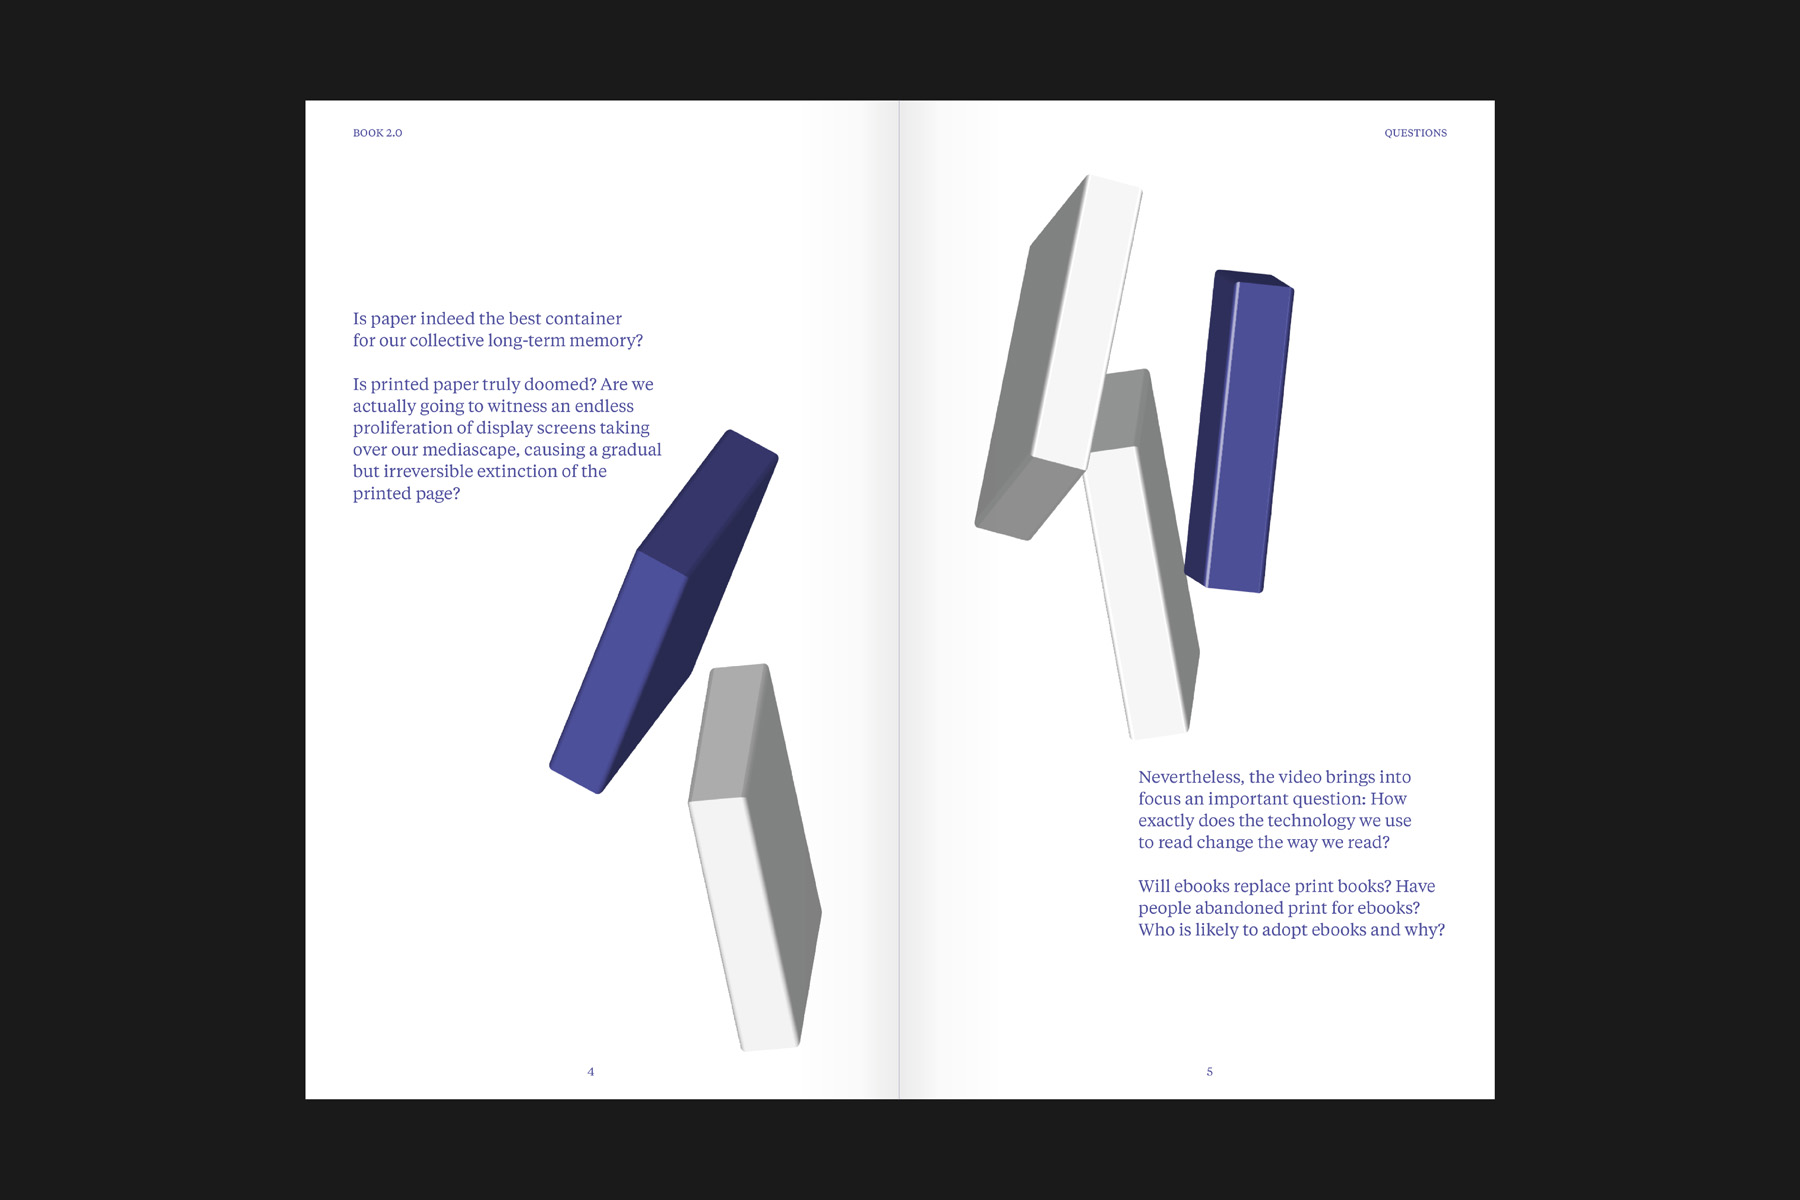 BOOK 2.0
Is paper indeed the best container
for our collective long-term memory?
Is printed paper truly doomed? Are we
actually going to witness an endless
proliferation of display screens taking
over our mediascape, causing a gradual
but irreversible extinction of the
printed page?
4
QUESTIONS
Nevertheless, the video brings into
focus an important question: How
exactly does the technology we use
to read change the way we read?
Will ebooks replace print books? Have
people abandoned print for ebooks?
Who is likely to adopt ebooks and why?
5